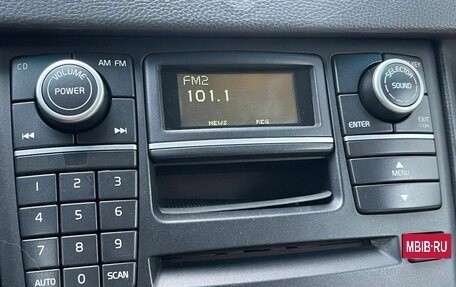 CD
AM FM
VOLUME
POWER
FM2
101.1
NEWS REG
KEY
SELECTOR
SOUND
ENTER
EXIT
MENU
1 2 3
4 5 6
7 8 9
AUTO 0 SCAN
MBIB.RU